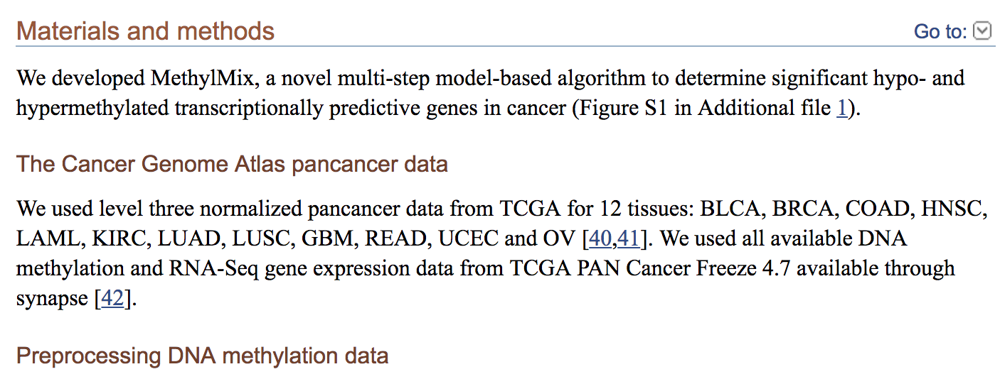 Materials and methods
Go to:
We developed MethylMix, a novel multi-step model-based algorithm to determine significant hypo- and
hypermethylated transcriptionally predictive genes in cancer (Figure S1 in Additional file 1).
The Cancer Genome Atlas pancancer data
We used level three normalized pancancer data from TCGA for 12 tissues: BLCA, BRCA, COAD, HNSC,
LAML, KIRC, LUAD, LUSC, GBM, READ, UCEC and OV [40,41]. We used all available DNA
methylation and RNA-Seq gene expression data from TCGA PAN Cancer Freeze 4.7 available through
synapse [42].
Preprocessing DNA methylation data